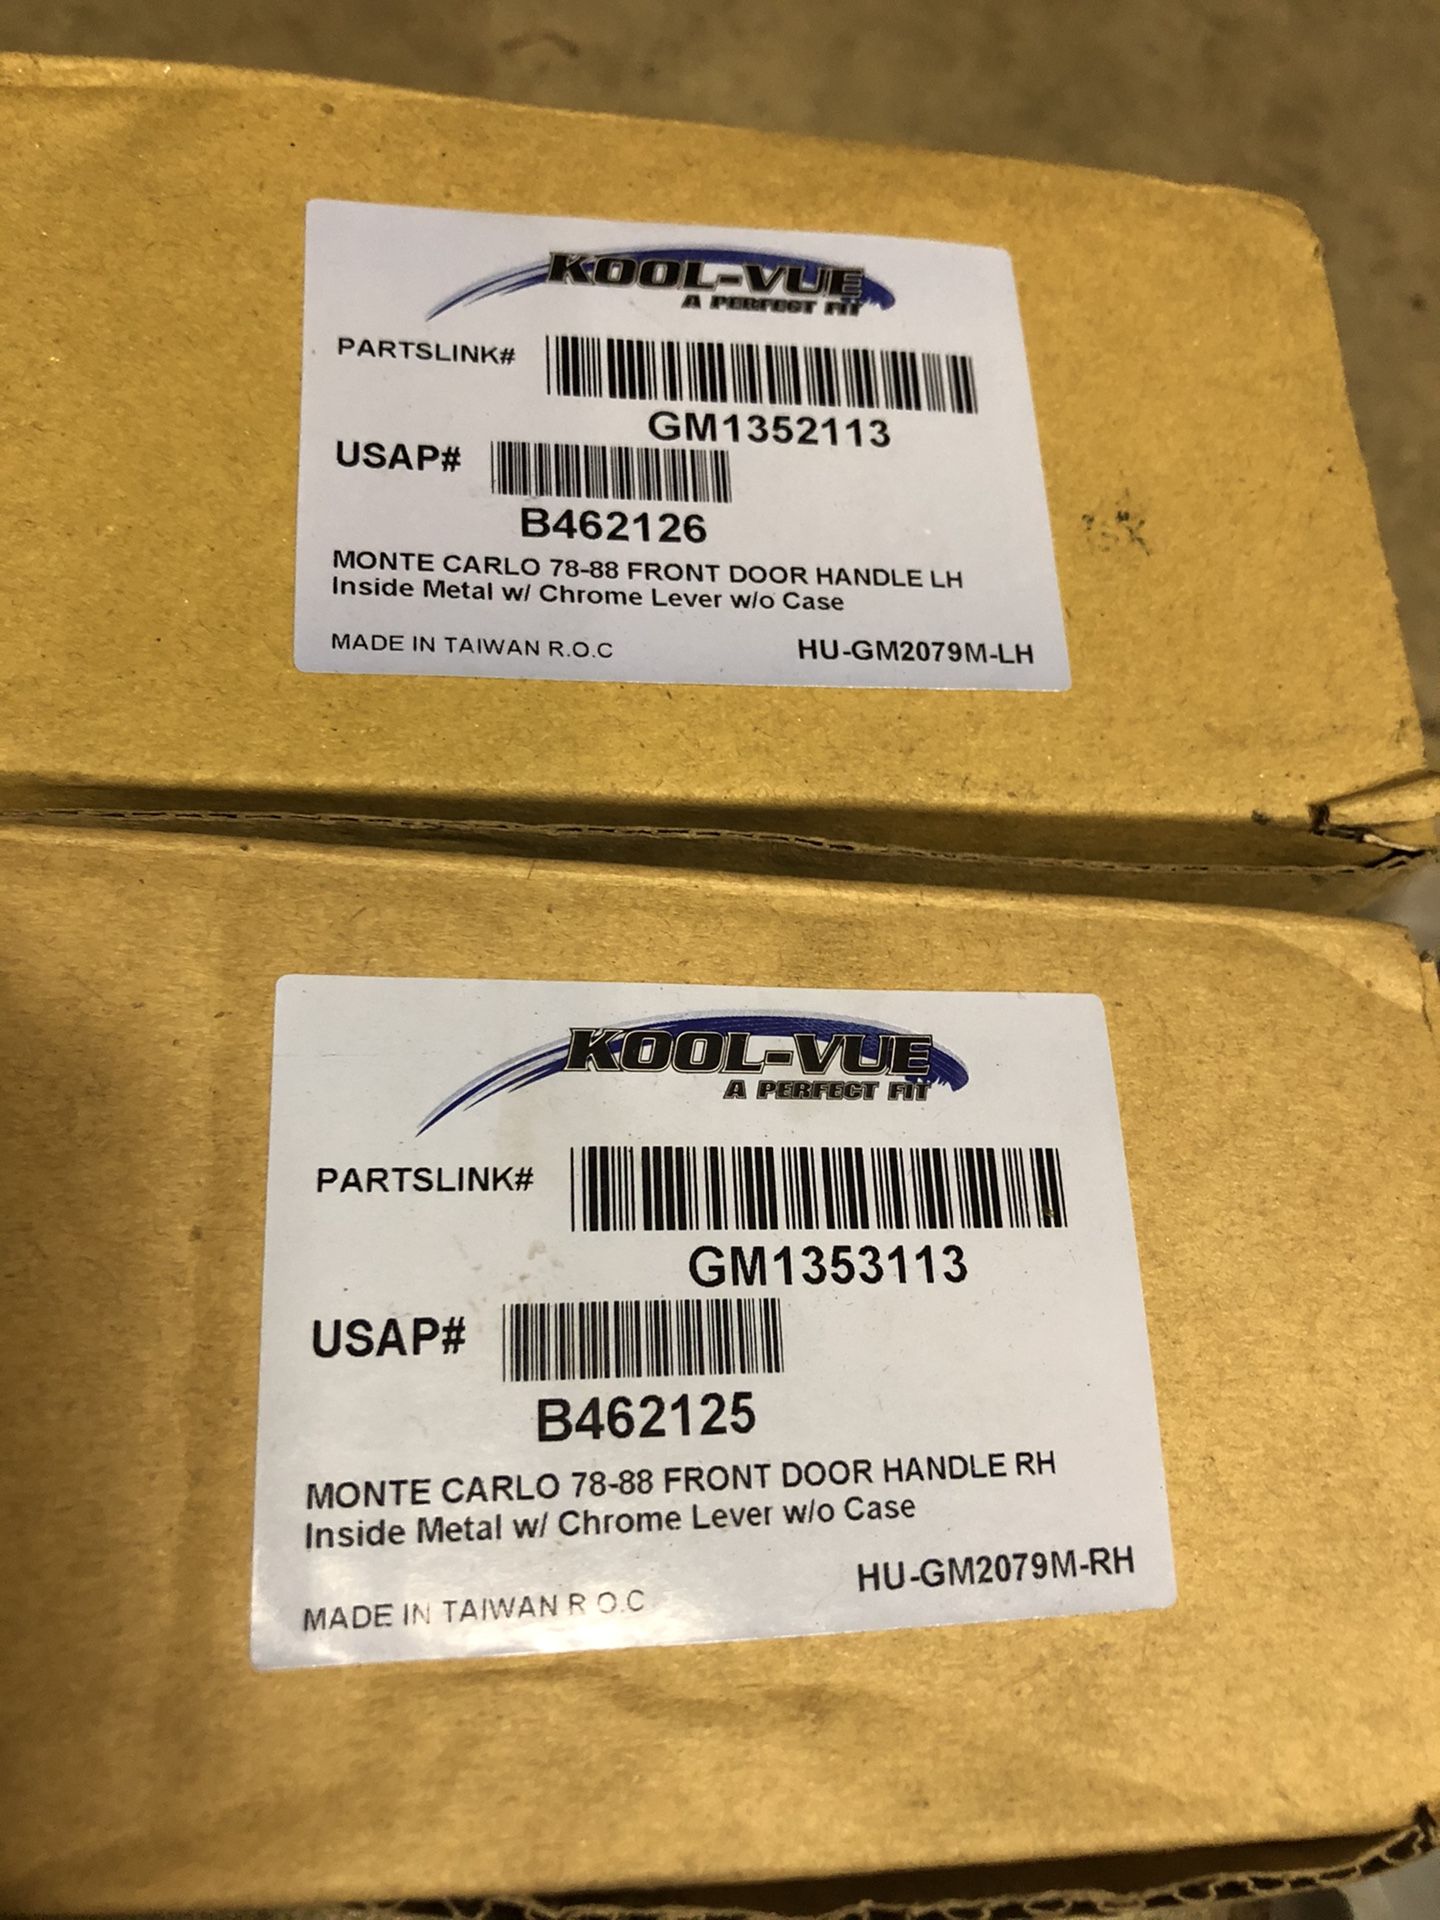 KOOL-VUE
A PERFECT FIT
PARTSLINK#
GM1352113
USAP#
B462126
MONTE CARLO 78-88 FRONT DOOR HANDLE LH
Inside Metal w/ Chrome Lever w/o Case
MADE IN TAIWAN R.O.C HU-GM2079M-LH
KOOL-VUE
A PERFECT FIT
PARTSLINK#
GM1353113
USAP#
B462125
MONTE CARLO 78-88 FRONT DOOR HANDLE RH
Inside Metal w/ Chrome Lever w/o Case
HU-GM2079M-RH
MADE IN TAIWAN R O.C